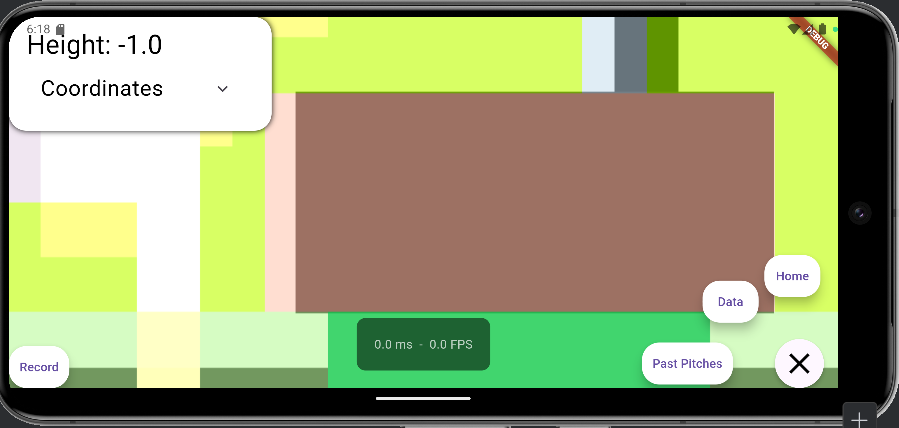 6:18
DEBUG
Height: -1.0
Coordinates
Home
Data
0.0 ms - 0.0 FPS
Record
Past Pitches